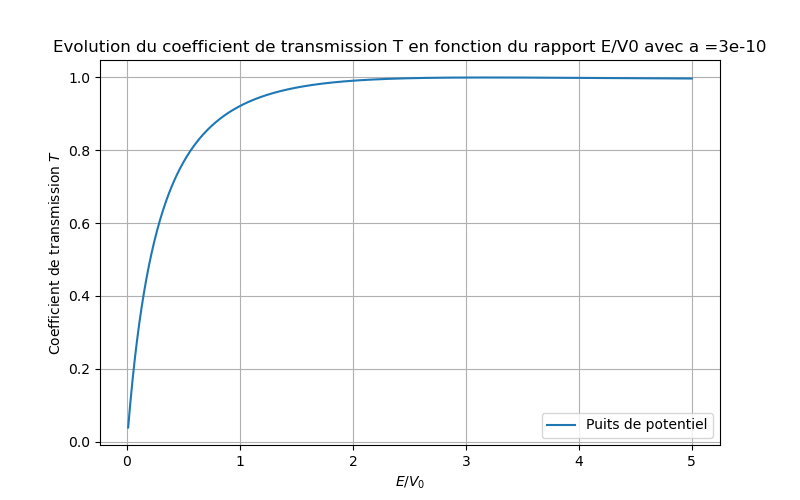 Evolution du coefficient de transmission T en fonction du rapport E/V0 avec a =3e-10
1.0
0.8
0.6
0.4
0.2
0.0
Coefficient de transmission T
Puits de potentiel
0 1 2 3 4 5
E/V₀